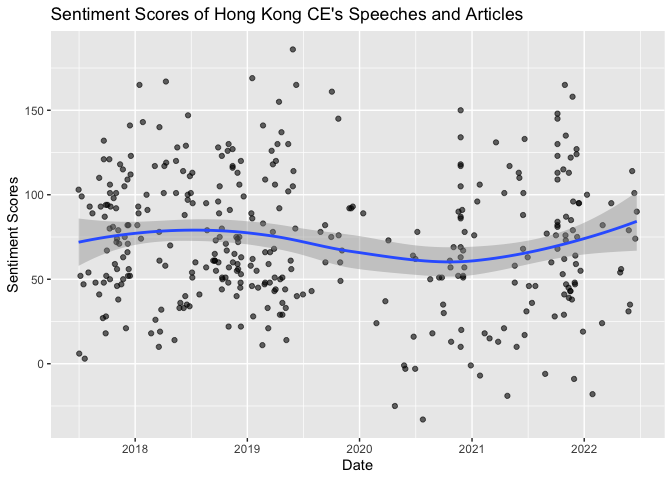 Sentiment Scores of Hong Kong CE's Speeches and Articles
Sentiment Scores
150
100
50
0
2018 2019 2020 2021 2022
Date